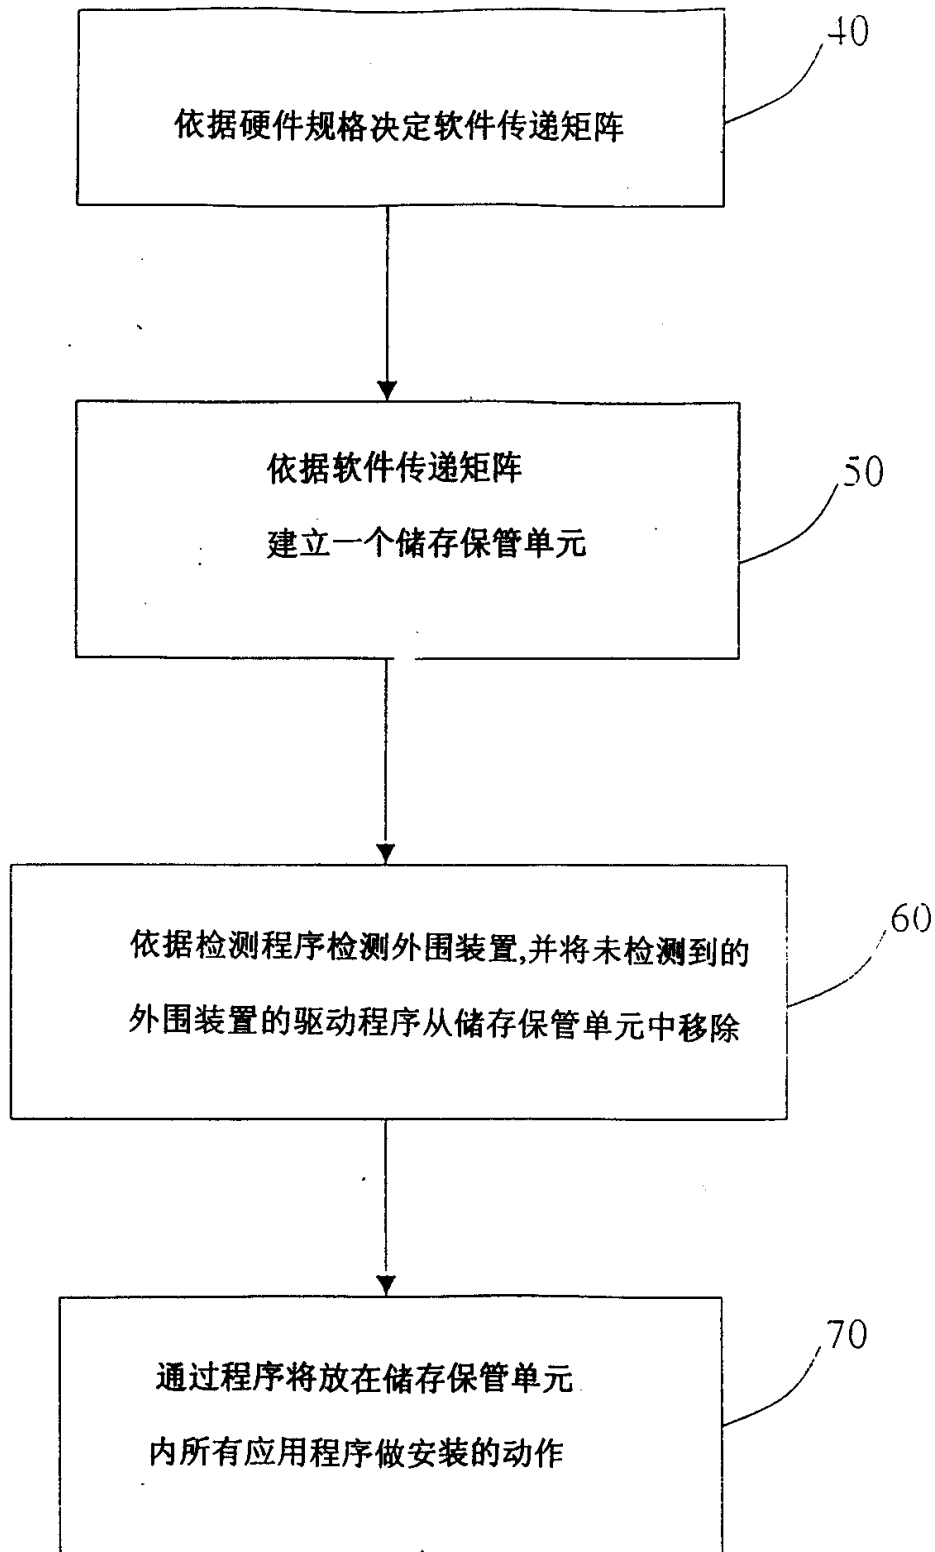 40
依据硬件规格决定软件传递矩阵
50
依据软件传递矩阵
建立一个储存保管单元
60
依据检测程序检测外围装置,并将未检测到的
外围装置的驱动程序从储存保管单元中移除
70
通过程序将放在储存保管单元
内所有应用程序做安装的动作